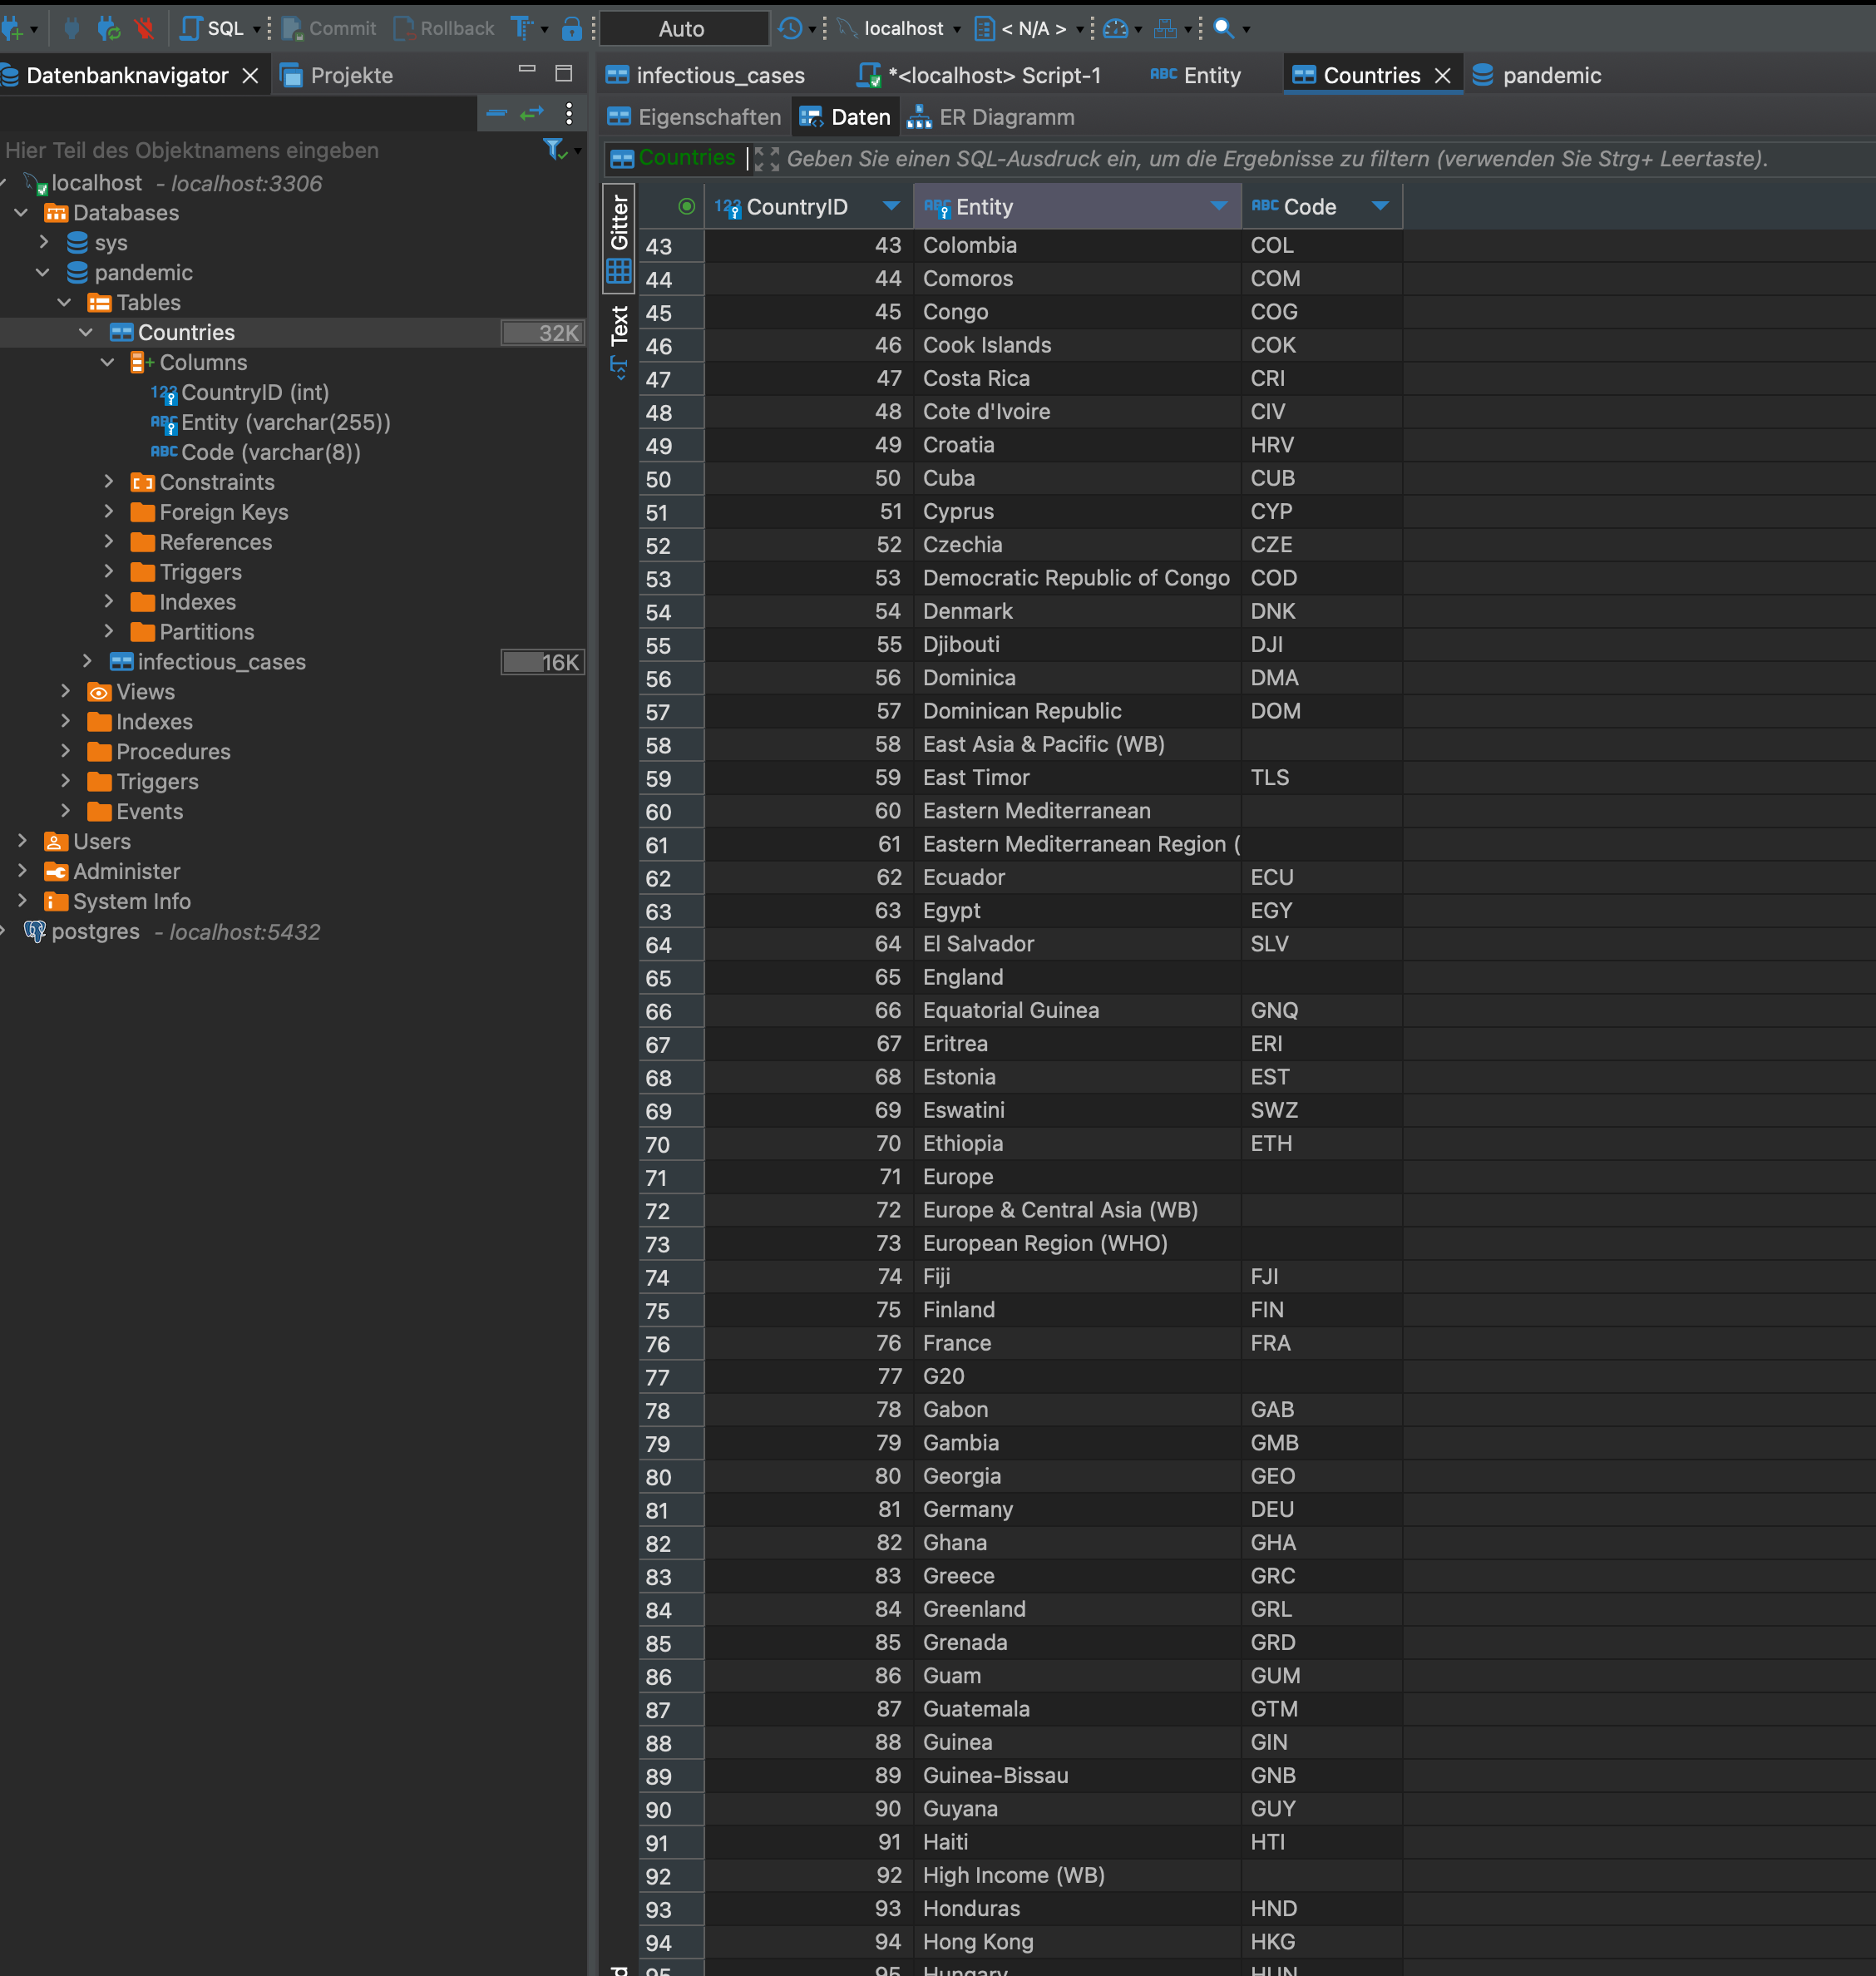 SQL Commit Rollback Auto localhost < N/A >
Datenbanknavigator Projekte
infectious_cases *<localhost> Script-1 Entity Countries pandemic
Eigenschaften Daten ER Diagramm
Hier Teil des Objektnamens eingeben
Countries Geben Sie einen SQL-Ausdruck ein, um die Ergebnisse zu filtern (verwenden Sie Strg+ Leertaste).
localhost - localhost:3306
Databases
sys
pandemic
Tables
Countries 32K
Columns
CountryID (int)
Entity (varchar(255))
Code (varchar(8))
Constraints
Foreign Keys
References
Triggers
Indexes
Partitions
infectious_cases 16K
Views
Indexes
Procedures
Triggers
Events
Users
Administer
System Info
postgres - localhost:5432
Gitter
Text
CountryID Entity Code
43 43 Colombia COL
44 44 Comoros COM
45 45 Congo COG
46 46 Cook Islands COK
47 47 Costa Rica CRI
48 48 Cote d'Ivoire CIV
49 49 Croatia HRV
50 50 Cuba CUB
51 51 Cyprus CYP
52 52 Czechia CZE
53 53 Democratic Republic of Congo COD
54 54 Denmark DNK
55 55 Djibouti DJI
56 56 Dominica DMA
57 57 Dominican Republic DOM
58 58 East Asia & Pacific (WB)
59 59 East Timor TLS
60 60 Eastern Mediterranean
61 61 Eastern Mediterranean Region (
62 62 Ecuador ECU
63 63 Egypt EGY
64 64 El Salvador SLV
65 65 England
66 66 Equatorial Guinea GNQ
67 67 Eritrea ERI
68 68 Estonia EST
69 69 Eswatini SWZ
70 70 Ethiopia ETH
71 71 Europe
72 72 Europe & Central Asia (WB)
73 73 European Region (WHO)
74 74 Fiji FJI
75 75 Finland FIN
76 76 France FRA
77 77 G20
78 78 Gabon GAB
79 79 Gambia GMB
80 80 Georgia GEO
81 81 Germany DEU
82 82 Ghana GHA
83 83 Greece GRC
84 84 Greenland GRL
85 85 Grenada GRD
86 86 Guam GUM
87 87 Guatemala GTM
88 88 Guinea GIN
89 89 Guinea-Bissau GNB
90 90 Guyana GUY
91 91 Haiti HTI
92 92 High Income (WB)
93 93 Honduras HND
94 94 Hong Kong HKG
95 95 Hungary HUN